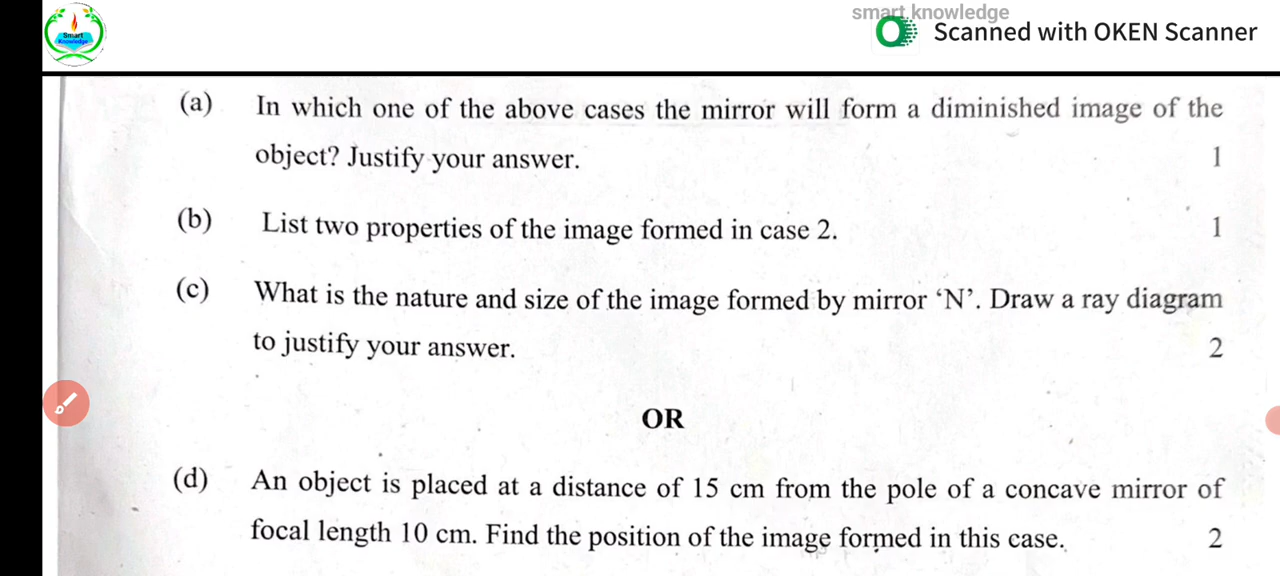 smart knowledge
Smart
Knowledge
Scanned with OKEN Scanner
(a) In which one of the above cases the mirror will form a diminished image of the
object? Justify your answer. 1
(b) List two properties of the image formed in case 2. 1
(c) What is the nature and size of the image formed by mirror ‘N’. Draw a ray diagram
to justify your answer. 2
OR
(d) An object is placed at a distance of 15 cm from the pole of a concave mirror of
focal length 10 cm. Find the position of the image formed in this case. 2